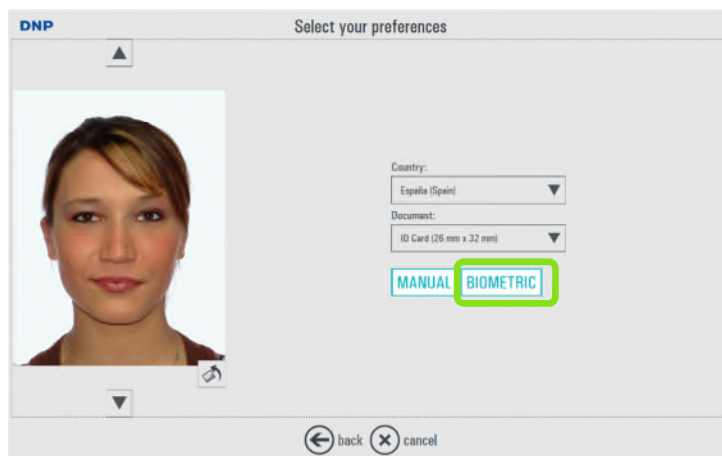 DNP
Select your preferences
Country:
España (Spain)
Document:
ID Card (26 mm x 32 mm)
MANUAL
BIOMETRIC
back
cancel